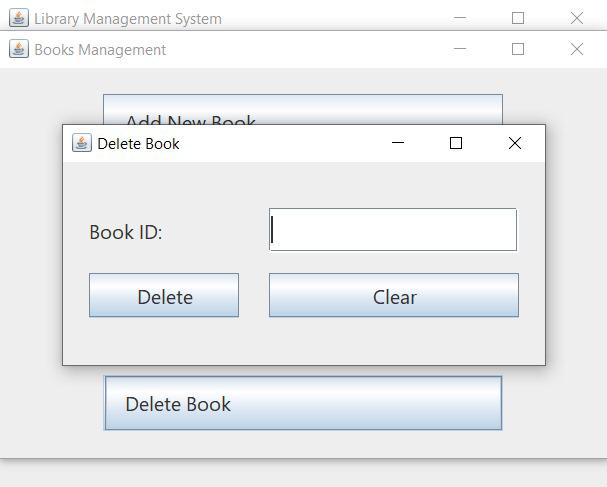 Library Management System
Books Management
Add New Book
Delete Book
Book ID:
Delete
Clear
Delete Book